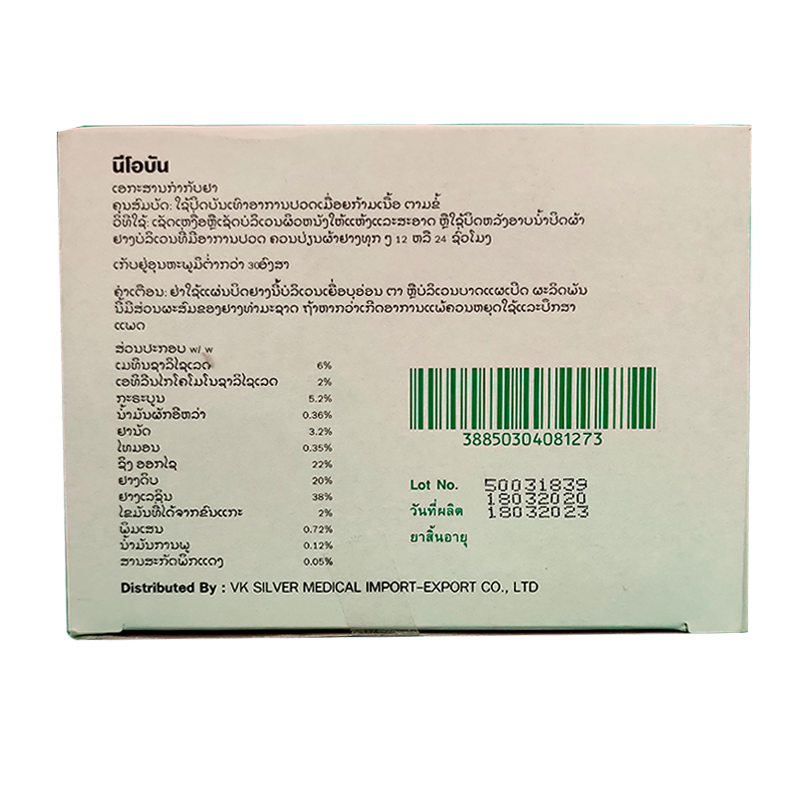 ນີໂອບັນ
ເອກະສານກຳກັບຢາ
ຄຸນສົມບັດ: ໃຊ້ປິດບັນເທົາອາການປວດເມື່ອຍກ້າມເນື້ອ ຕາມຂໍ້
ວິທີໃຊ້: ເຊັດເຫງື່ອຫຼືເຊັດບໍລິເວນຜິວຫນັງໃຫ້ແຫ້ງແລະສະອາດ ຫຼືໃຊ້ປິດຫລັງອາບນ້ຳປິດຜ້າ
ຢາງບໍລິເວນທີ່ມີອາການປວດ ຄວນປ່ຽນຜ້າຢາງທຸກ ໆ 12 ຫລື 24 ຊົ່ວໂມງ
ເກັບຢູ່ອຸນຫະພູມີຕ່ຳກວ່າ 30ອົງສາ
ຄຳເຕືອນ: ຢ່າໃຊ້ແຜ່ນປິດຢາງນີ້ບໍລິເວນເຍື່ອບຸອ່ອນ ຕາ ຫຼືບໍລິເວນບາດແຜເປີດ ຜະລິດພັນ
ນີ້ມີສ່ວນຜະສົມຂອງຢາງທຳມະຊາດ ຖ້າຫາກວ່າເກີດອາການແພ້ຄວນຫຍຸດໃຊ້ແລະປຶກສາ
ແພດ
ສ່ວນປະກອບ w/ w
ເມທິນຊາລີໄຊເລດ 6%
ເອທິລີນໄກໂຄໂມໂນຊາລີໄຊເລດ 2%
ກະຣະບູນ 5.2%
ນ້ຳມັນຜັກອີຫລ່າ 0.36%
ຢານັດ 3.2%
ໄທມອນ 0.35%
ຊິງ ອອກໄຊ 22%
ຢາງດິບ 20%
ຢາງເລຊິນ 38%
ໄຂມັນທີ່ໄດ້ຈາກຂົນແກະ 2%
ພິມເສນ 0.72%
ນ້ຳມັນການພູ 0.12%
ສານສະກັດພິກແດງ 0.05%
38850304081273
Lot No. 50031839
วันที่ผลิต 18032020
ยาสิ้นอายุ 18032023
Distributed By : VK SILVER MEDICAL IMPORT-EXPORT CO., LTD